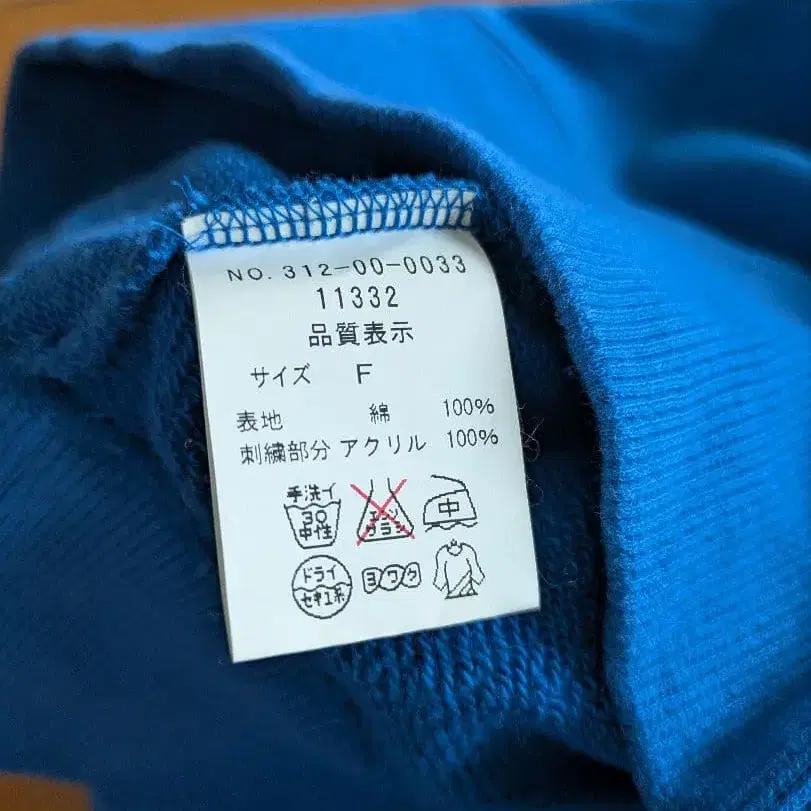 NO. 312-00-0033
11332
品質表示
サイズ F
表地 綿 100%
刺繍部分 アクリル 100%
手洗イ
30
中性
エンソ
サラシ
中
ドライ
セキユ系
ヨワク